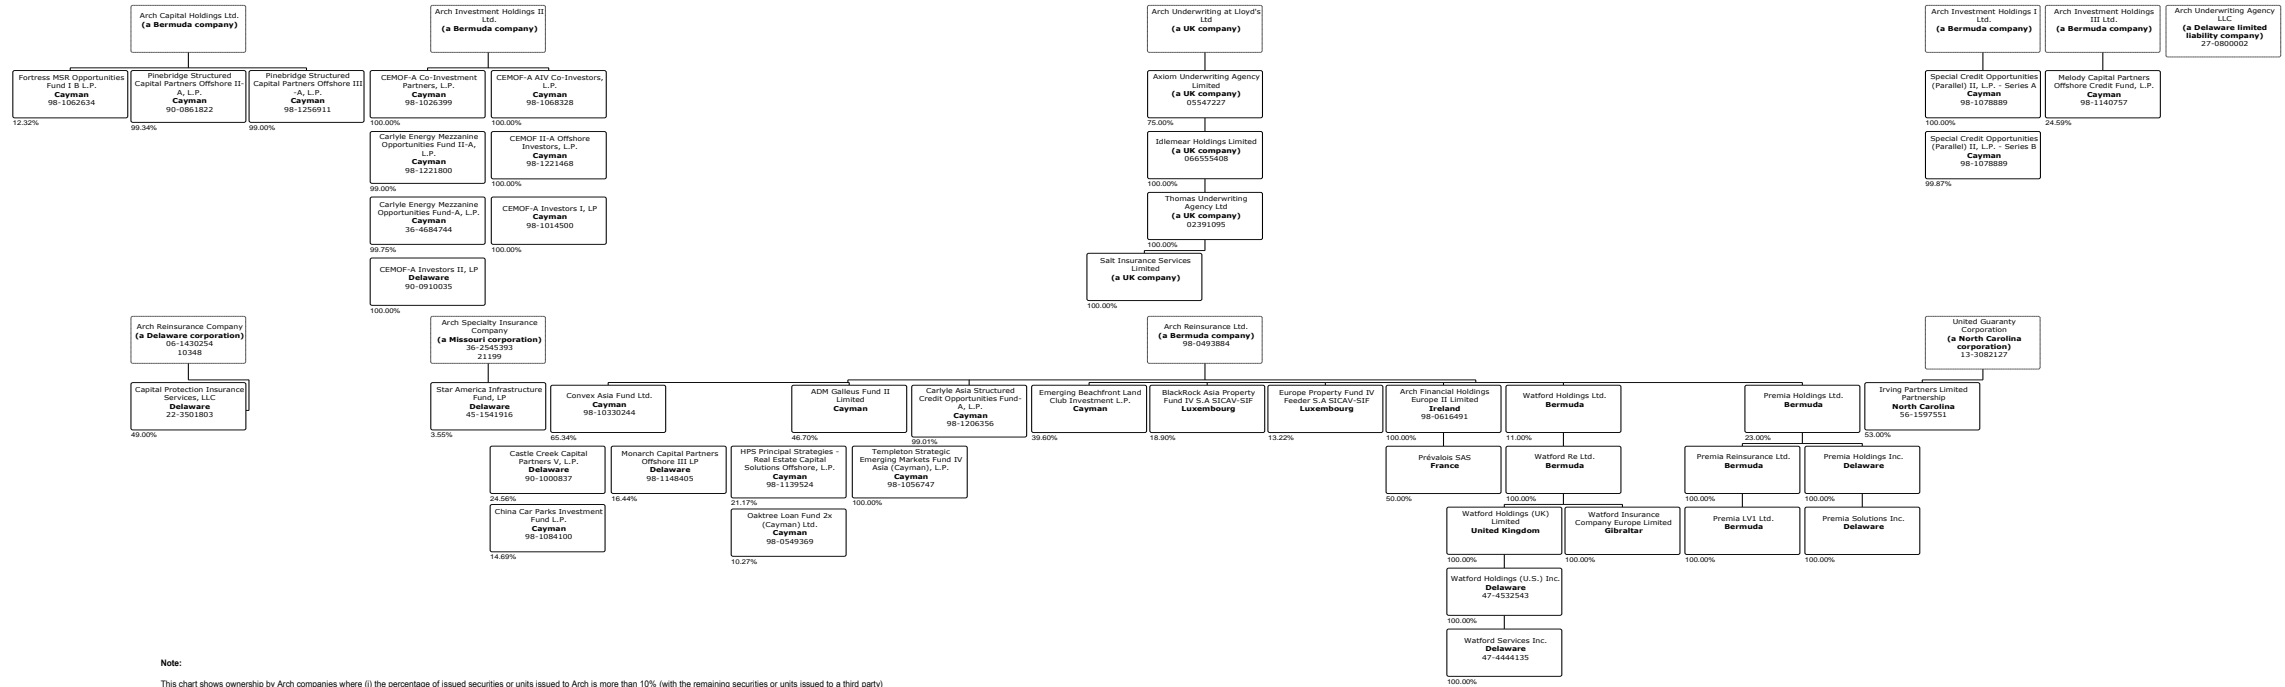 Arch Capital Holdings Ltd.
(a Bermuda company)
Arch Investment Holdings II
Ltd.
(a Bermuda company)
Arch Underwriting at Lloyd's
Ltd
(a UK company)
Arch Investment Holdings I
Ltd.
(a Bermuda company)
Arch Investment Holdings
III Ltd.
(a Bermuda company)
Arch Underwriting Agency
LLC
(a Delaware limited
liability company)
27-0800002
Fortress MSR Opportunities
Fund I B L.P.
Cayman
98-1062634
12.32%
Pinebridge Structured
Capital Partners Offshore II-
A, L.P.
Cayman
90-0861822
99.34%
Pinebridge Structured
Capital Partners Offshore III
-A, L.P.
Cayman
98-1256911
99.00%
CEMOF-A Co-Investment
Partners, L.P.
Cayman
98-1026399
100.00%
CEMOF-A AIV Co-Investors,
L.P.
Cayman
98-1068328
100.00%
Axiom Underwriting Agency
Limited
(a UK company)
05547227
75.00%
Special Credit Opportunities
(Parallel) II, L.P. - Series A
Cayman
98-1078889
100.00%
Melody Capital Partners
Offshore Credit Fund, L.P.
Cayman
98-1140757
24.59%
Carlyle Energy Mezzanine
Opportunities Fund II-A,
L.P.
Cayman
98-1221800
99.00%
CEMOF II-A Offshore
Investors, L.P.
Cayman
98-1221468
100.00%
Idlemear Holdings Limited
(a UK company)
066555408
100.00%
Special Credit Opportunities
(Parallel) II, L.P. - Series B
Cayman
98-1078889
99.87%
Carlyle Energy Mezzanine
Opportunities Fund-A, L.P.
Cayman
36-4684744
99.75%
CEMOF-A Investors I, LP
Cayman
98-1014500
100.00%
Thomas Underwriting
Agency Ltd
(a UK company)
02391095
100.00%
CEMOF-A Investors II, LP
Delaware
90-0910035
100.00%
Salt Insurance Services
Limited
(a UK company)
100.00%
Arch Reinsurance Company
(a Delaware corporation)
06-1430254
10348
Arch Specialty Insurance
Company
(a Missouri corporation)
36-2545393
21199
Arch Reinsurance Ltd.
(a Bermuda company)
98-0493884
United Guaranty
Corporation
(a North Carolina
corporation)
13-3082127
Capital Protection Insurance
Services, LLC
Delaware
22-3501803
49.00%
Star America Infrastructure
Fund, LP
Delaware
45-1541916
3.55%
Convex Asia Fund Ltd.
Cayman
98-10330244
65.34%
ADM Galleus Fund II
Limited
Cayman
46.70%
Carlyle Asia Structured
Credit Opportunities Fund-
A, L.P.
Cayman
98-1206356
99.01%
Emerging Beachfront Land
Club Investment L.P.
Cayman
39.60%
BlackRock Asia Property
Fund IV S.A SICAV-SIF
Luxembourg
18.90%
Europe Property Fund IV
Feeder S.A SICAV-SIF
Luxembourg
13.22%
Arch Financial Holdings
Europe II Limited
Ireland
98-0616491
100.00%
Watford Holdings Ltd.
Bermuda
11.00%
Premia Holdings Ltd.
Bermuda
23.00%
Irving Partners Limited
Partnership
North Carolina
56-1597551
53.00%
Castle Creek Capital
Partners V, L.P.
Delaware
90-1000837
24.56%
Monarch Capital Partners
Offshore III LP
Delaware
98-1148405
16.44%
HPS Principal Strategies -
Real Estate Capital
Solutions Offshore, L.P.
Cayman
98-1139524
21.17%
Templeton Strategic
Emerging Markets Fund IV
Asia (Cayman), L.P.
Cayman
98-1056747
100.00%
Prévalois SAS
France
50.00%
Watford Re Ltd.
Bermuda
100.00%
Premia Reinsurance Ltd.
Bermuda
100.00%
Premia Holdings Inc.
Delaware
100.00%
China Car Parks Investment
Fund L.P.
Cayman
98-1084100
14.69%
Oaktree Loan Fund 2x
(Cayman) Ltd.
Cayman
98-0549369
10.27%
Watford Holdings (UK)
Limited
United Kingdom
100.00%
Watford Insurance
Company Europe Limited
Gibraltar
100.00%
Premia LV1 Ltd.
Bermuda
100.00%
Premia Solutions Inc.
Delaware
100.00%
Watford Holdings (U.S.) Inc.
Delaware
47-4532543
100.00%
Watford Services Inc.
Delaware
47-4444135
100.00%
Note:
This chart shows ownership by Arch companies where (i) the percentage of issued securities or units issued to Arch is more than 10% (with the remaining securities or units issued to a third party)